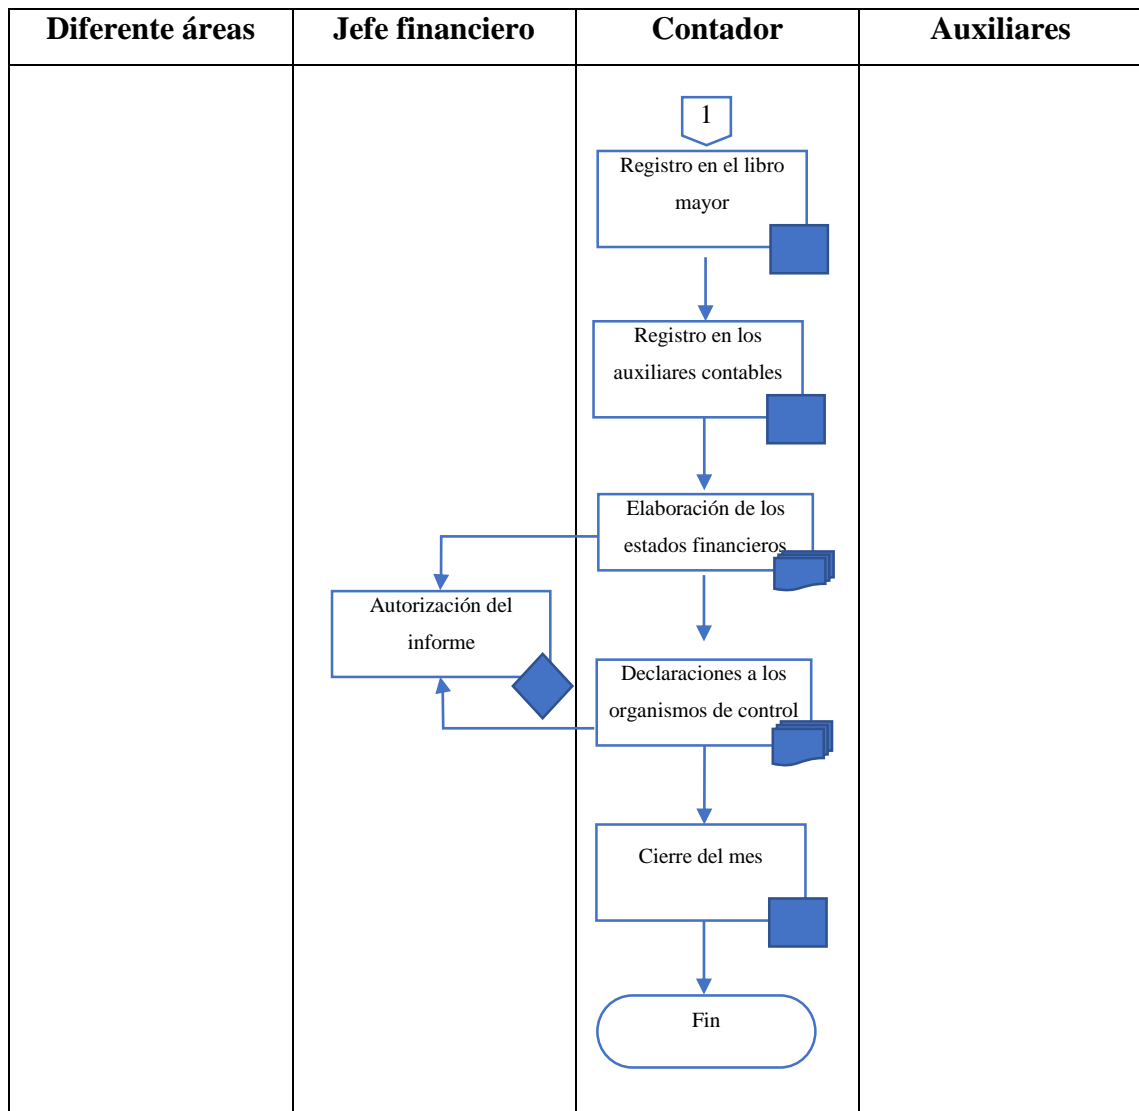 Diferente áreas
Jefe financiero
Contador
Auxiliares
1
Registro en el libro
mayor
Registro en los
auxiliares contables
Elaboración de los
estados financieros
Autorización del
informe
Declaraciones a los
organismos de control
Cierre del mes
Fin